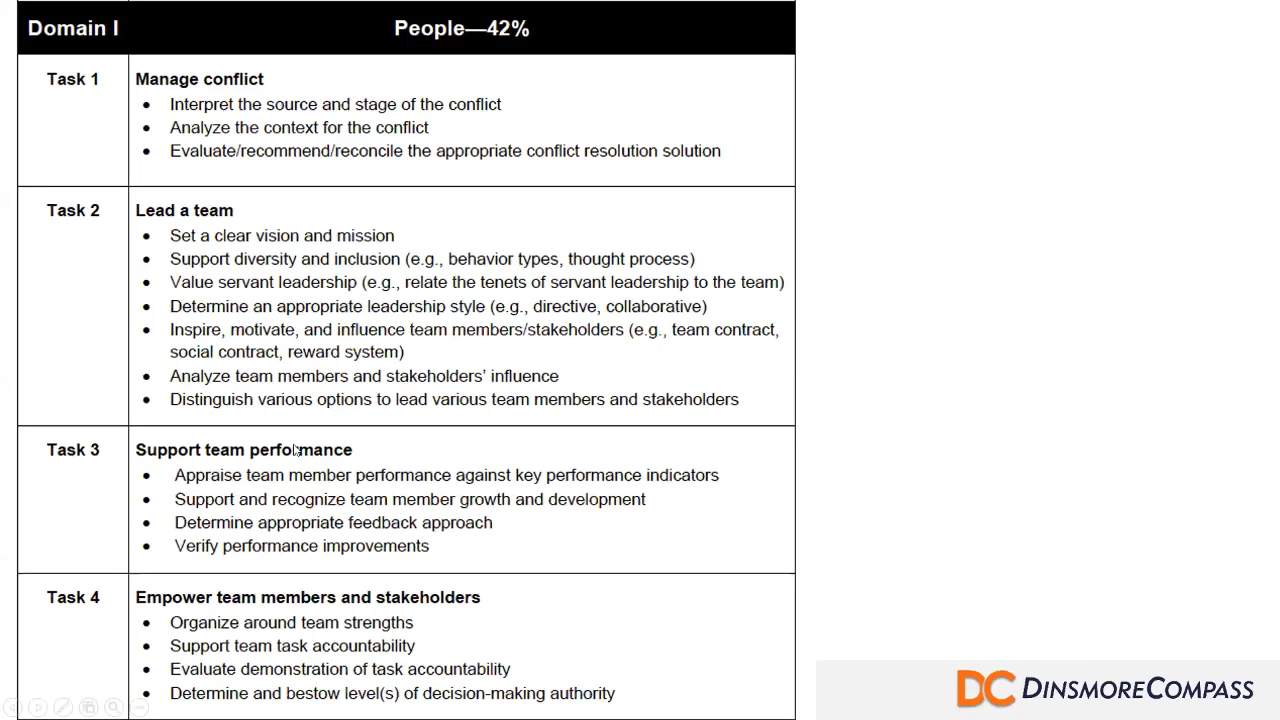 Domain I People—42%
Task 1 Manage conflict
• Interpret the source and stage of the conflict
• Analyze the context for the conflict
• Evaluate/recommend/reconcile the appropriate conflict resolution solution
Task 2 Lead a team
• Set a clear vision and mission
• Support diversity and inclusion (e.g., behavior types, thought process)
• Value servant leadership (e.g., relate the tenets of servant leadership to the team)
• Determine an appropriate leadership style (e.g., directive, collaborative)
• Inspire, motivate, and influence team members/stakeholders (e.g., team contract,
social contract, reward system)
• Analyze team members and stakeholders’ influence
• Distinguish various options to lead various team members and stakeholders
Task 3 Support team performance
• Appraise team member performance against key performance indicators
• Support and recognize team member growth and development
• Determine appropriate feedback approach
• Verify performance improvements
Task 4 Empower team members and stakeholders
• Organize around team strengths
• Support team task accountability
• Evaluate demonstration of task accountability
• Determine and bestow level(s) of decision-making authority
DC DINSMORECOMPASS